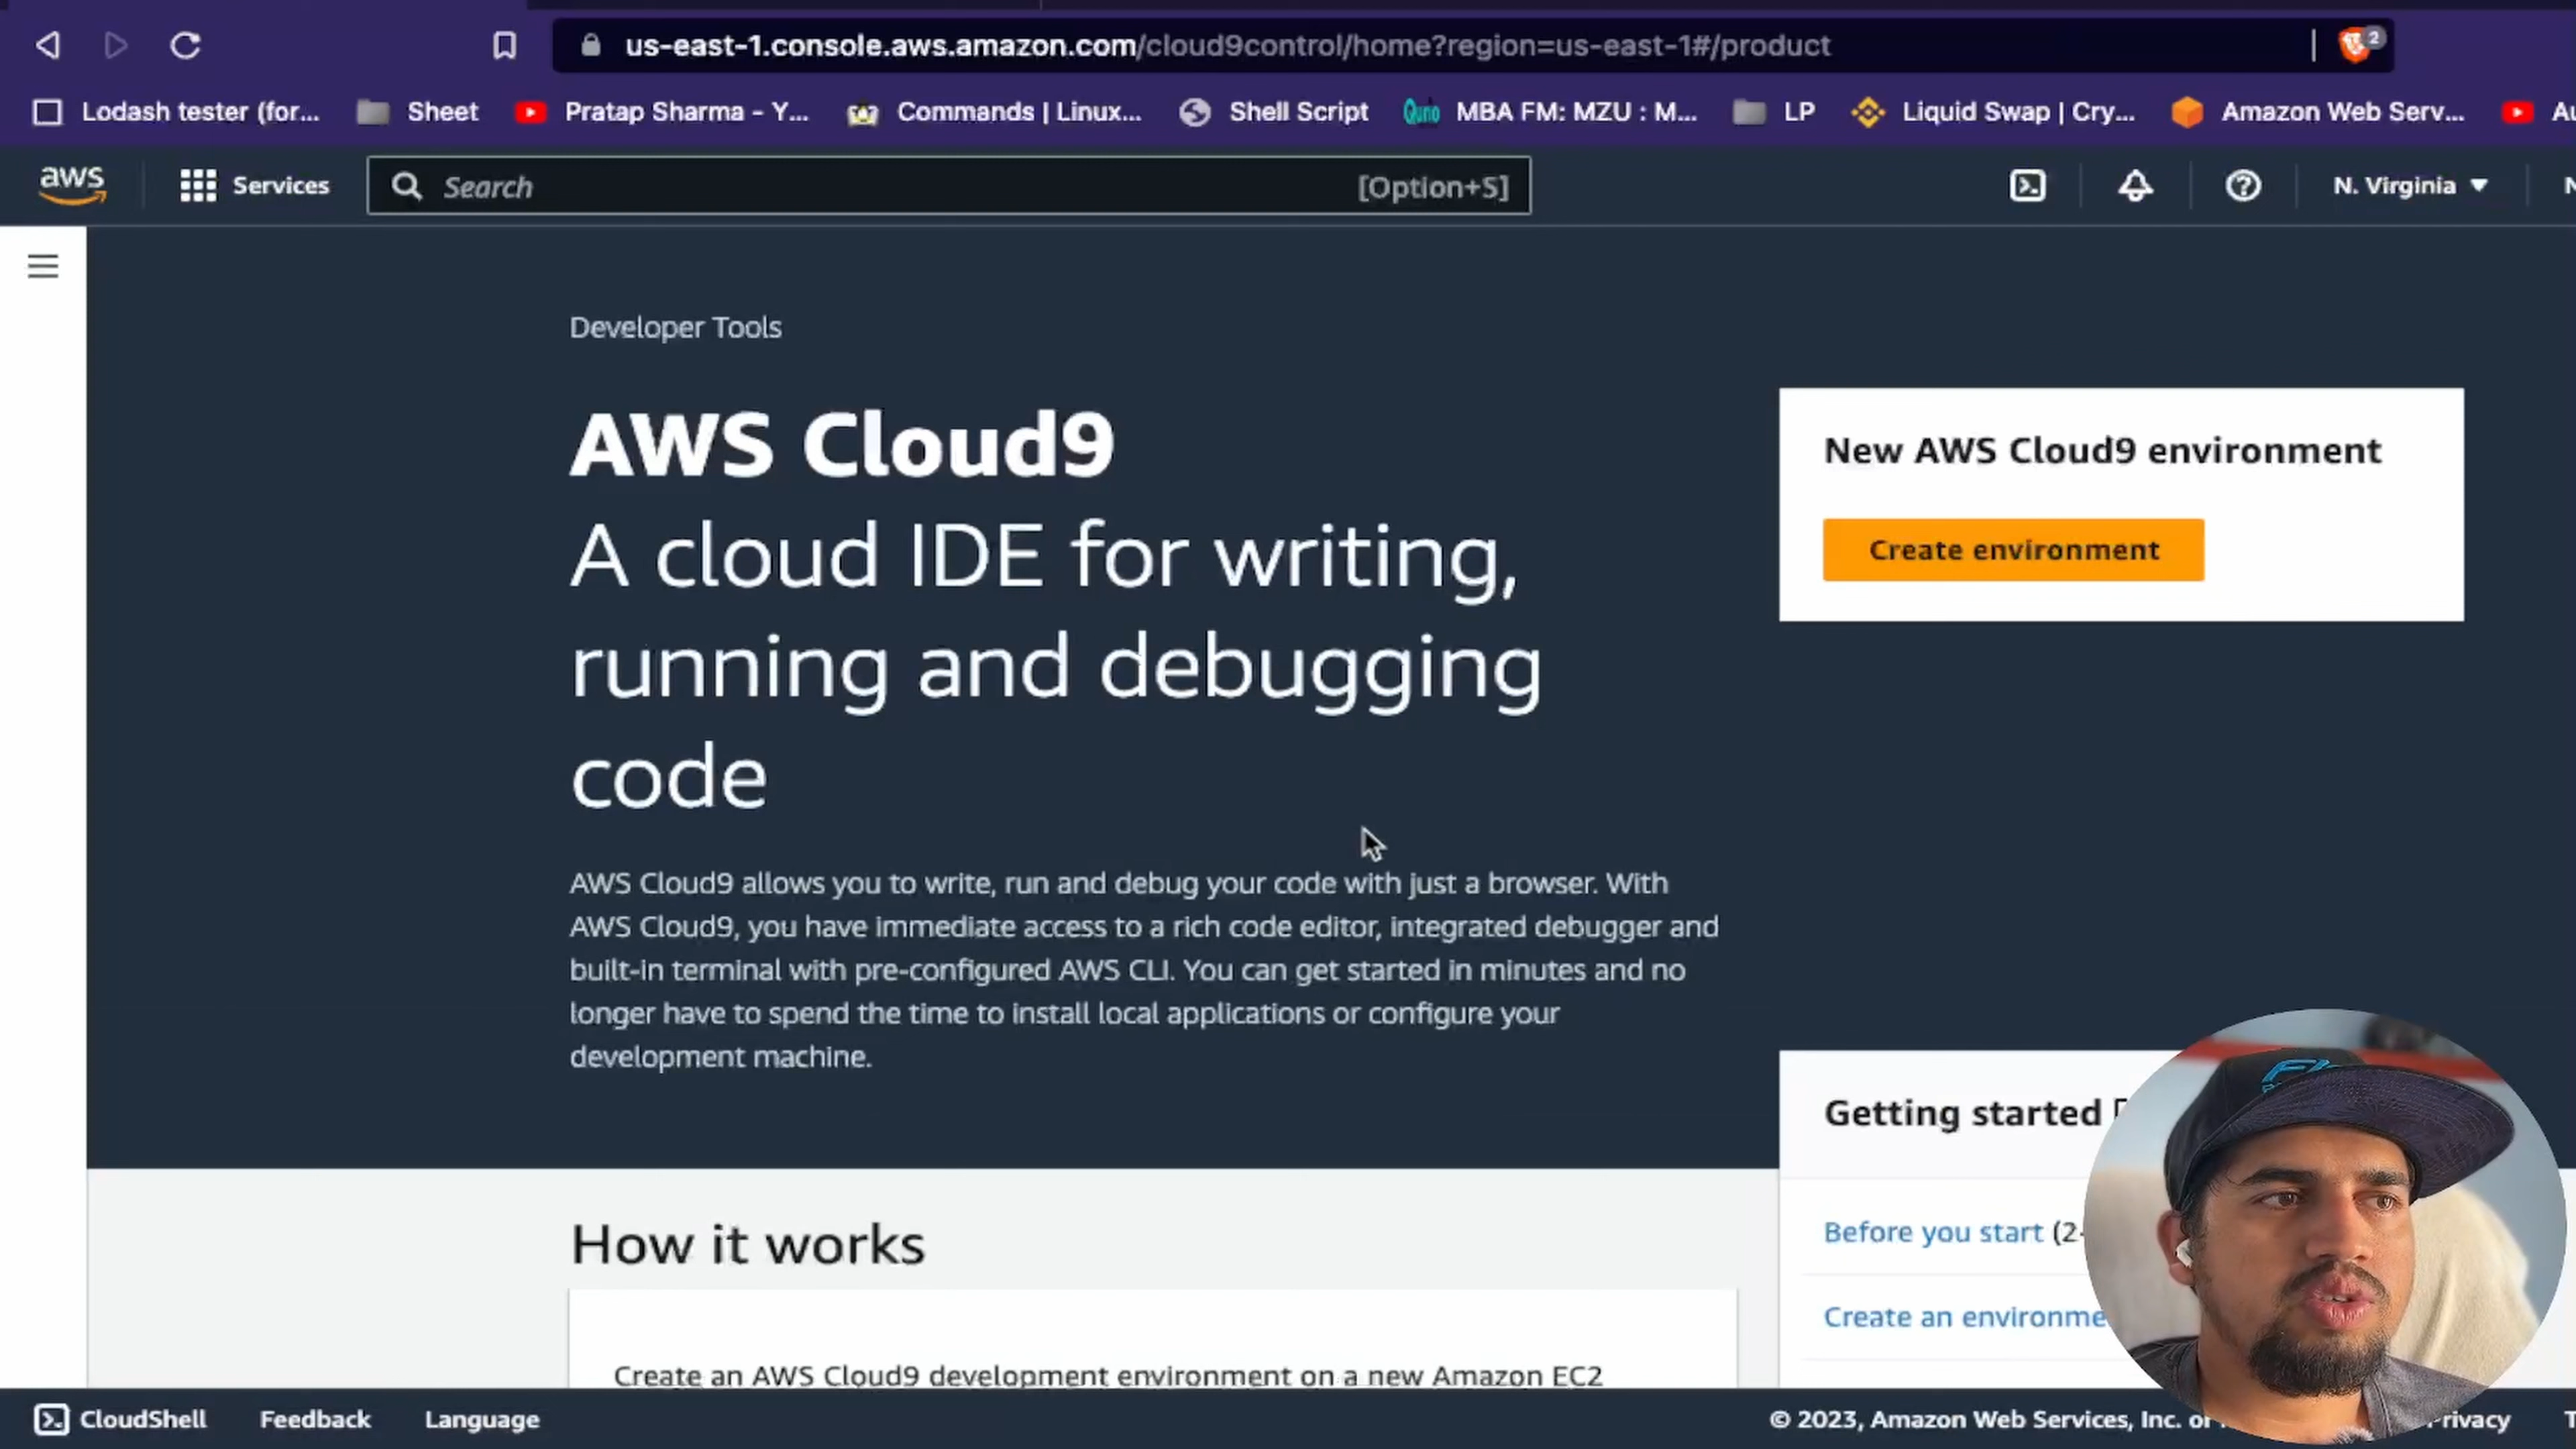 us-east-1.console.aws.amazon.com/cloud9control/home?region=us-east-1#/product
2
Lodash tester (for... Sheet Pratap Sharma - Y... Commands | Linux... Shell Script MBA FM: MZU : M... LP Liquid Swap | Cry... Amazon Web Serv...
aws Services Search [Option+S] N. Virginia
Developer Tools
AWS Cloud9
A cloud IDE for writing,
running and debugging
code
AWS Cloud9 allows you to write, run and debug your code with just a browser. With
AWS Cloud9, you have immediate access to a rich code editor, integrated debugger and
built-in terminal with pre-configured AWS CLI. You can get started in minutes and no
longer have to spend the time to install local applications or configure your
development machine.
New AWS Cloud9 environment
Create environment
Getting started
Before you start (2-
Create an environme
How it works
Create an AWS Cloud9 development environment on a new Amazon EC2
CloudShell Feedback Language © 2023, Amazon Web Services, Inc. or Privacy